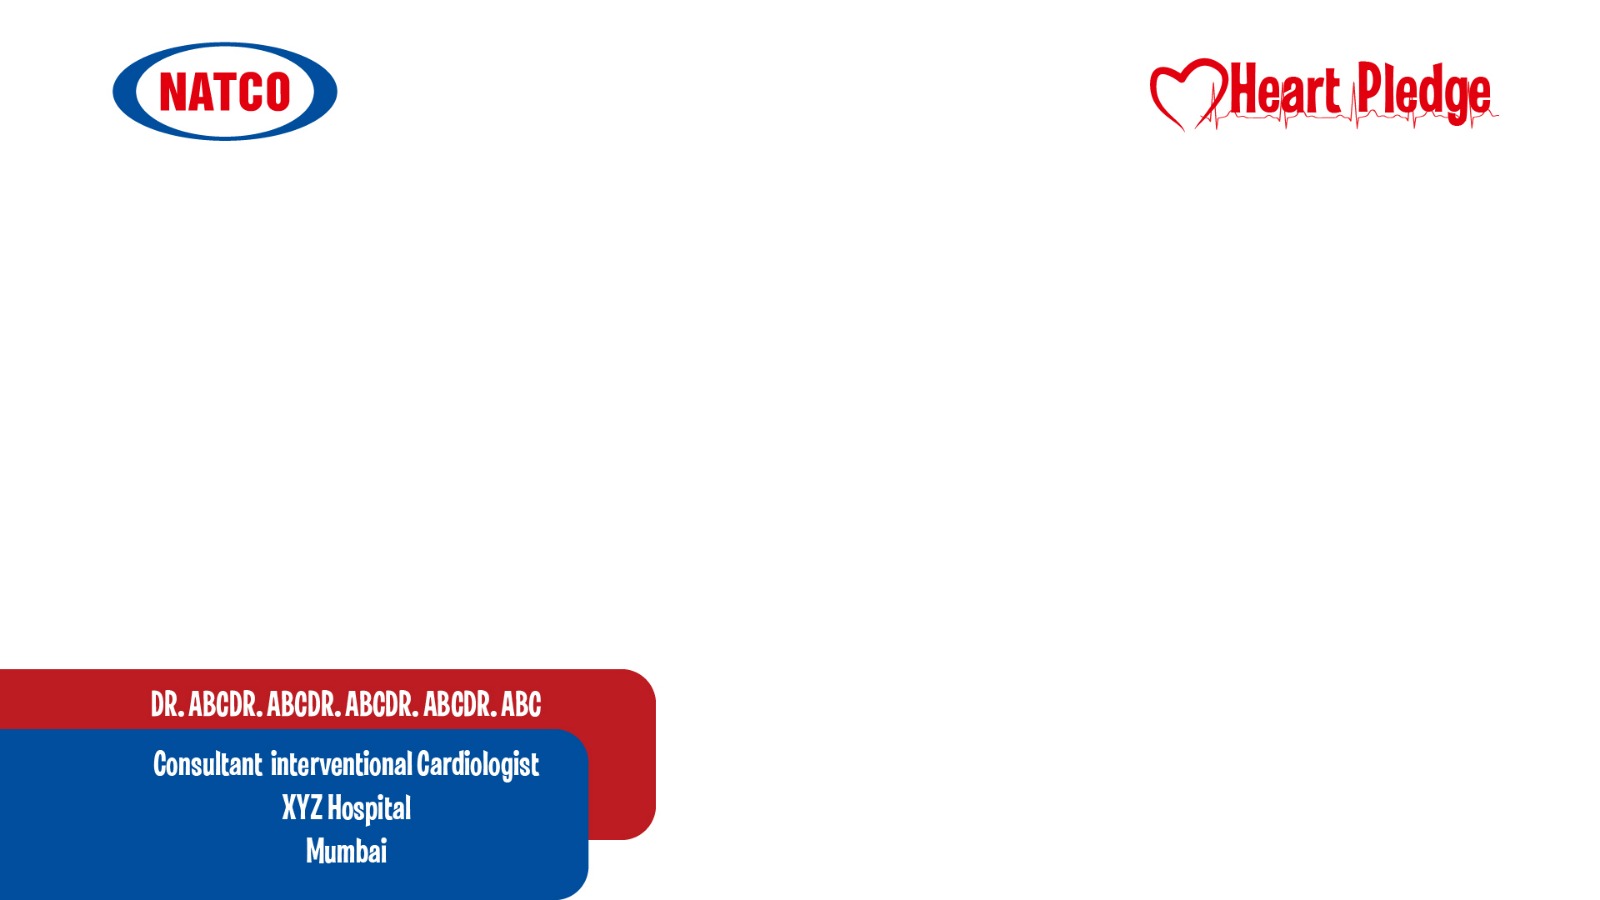 NATCO
Heart Pledge
DR. ABCDR. ABCDR. ABCDR. ABCDR. ABC
Consultant interventional Cardiologist
XYZ Hospital
Mumbai